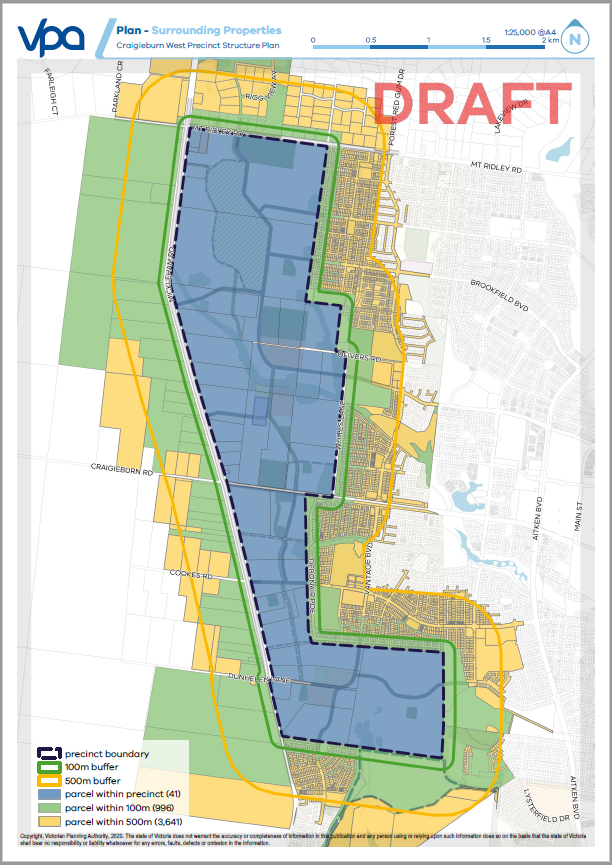 vpa
Plan - Surrounding Properties
Craigieburn West Precinct Structure Plan
1:25,000 @A4
0 0.5 1 1.5 2 km
N
DRAFT
FARLEIGH CT
PARKLAND CR
RIGG
FOREST RED GUM DR
LAKEVIEW DR
MT RIDLEY RD
MT RIDLEY RD
MICKLEHAM RD
BROOKFIELD BVD
OLIVERS RD
CRAIGIEBURN RD
AITKEN BVD
MAIN ST
VANTAGE BVD
COOKES RD
DUNHELEN LANE
AITKEN BVD
LYSTERFIELD DR
precinct boundary
100m buffer
500m buffer
parcel within precinct (41)
parcel within 100m (996)
parcel within 500m (3,641)
Copyright, Victorian Planning Authority, 2020. The state of Victoria does not warrant the accuracy or completeness of information in this publication and any person using or relying upon such information does so on the basis that the state of Victoria
shall bear no responsibility or liability whatsoever for any errors, faults, defects or omission in the information.